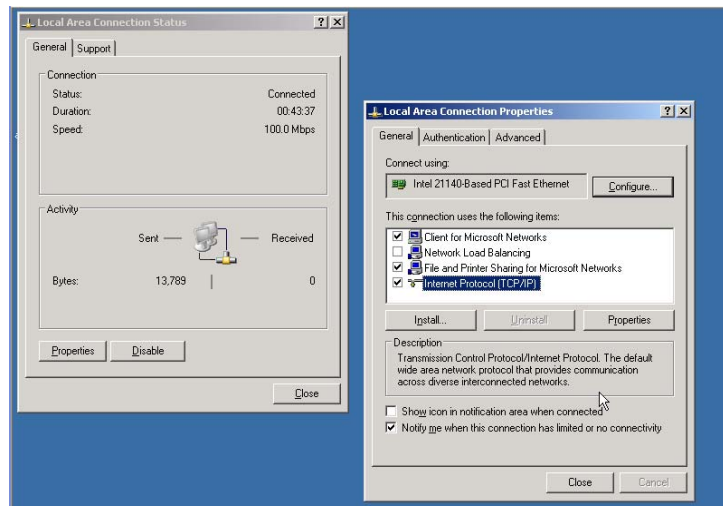 Local Area Connection Status
General
Support
Connection
Status: Connected
Duration: 00:43:37
Speed: 100.0 Mbps
Activity
Sent — — Received
Bytes: 13,789 | 0
Properties
Disable
Close
Local Area Connection Properties
General
Authentication
Advanced
Connect using:
Intel 21140-Based PCI Fast Ethernet
Configure...
This connection uses the following items:
Client for Microsoft Networks
Network Load Balancing
File and Printer Sharing for Microsoft Networks
Internet Protocol (TCP/IP)
Install...
Uninstall
Properties
Description
Transmission Control Protocol/Internet Protocol. The default
wide area network protocol that provides communication
across diverse interconnected networks.
Show icon in notification area when connected
Notify me when this connection has limited or no connectivity
Close
Cancel